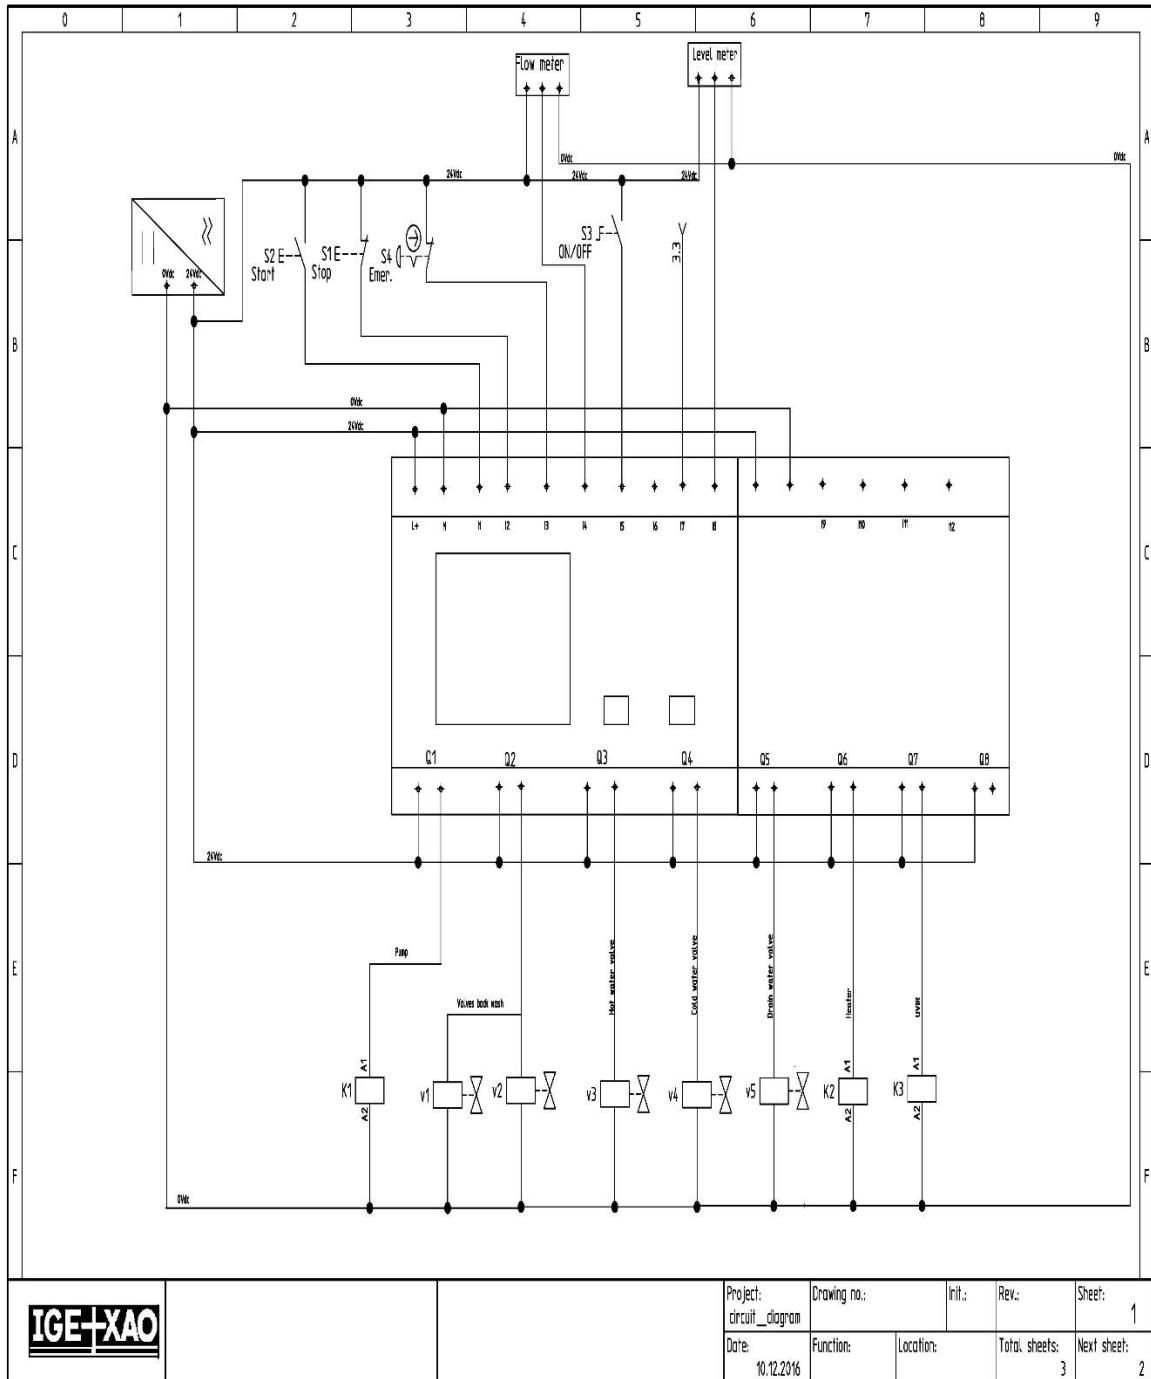 0 1 2 3 4 5 6 7 8 9
Flow meter
Level meter
A
A
0Vdc
0Vdc
24Vdc
24Vdc
24Vdc
S3
ON/OFF
S2
Start
S1
Stop
S4
Emer.
3.3
0Vdc
24Vdc
B
B
0Vdc
24Vdc
L+ M I1 I2 I3 I4 I5 I6 I7 I8 I9 I10 I11 I12
C
C
D
D
Q1 Q2 Q3 Q4 Q5 Q6 Q7 Q8
24Vdc
Pump
E
E
Valves back wash
Hot water valve
Cold water valve
Drain water valve
Heater
UVIR
A1
A1
A1
K1
v1
v2
v3
v4
v5
K2
K3
A2
A2
A2
F
F
0Vdc
IGE+XAO
Project:
circuit_diagram
Drawing no.:
Init.:
Rev.:
Sheet:
1
Date:
10.12.2016
Function:
Location:
Total sheets:
3
Next sheet:
2